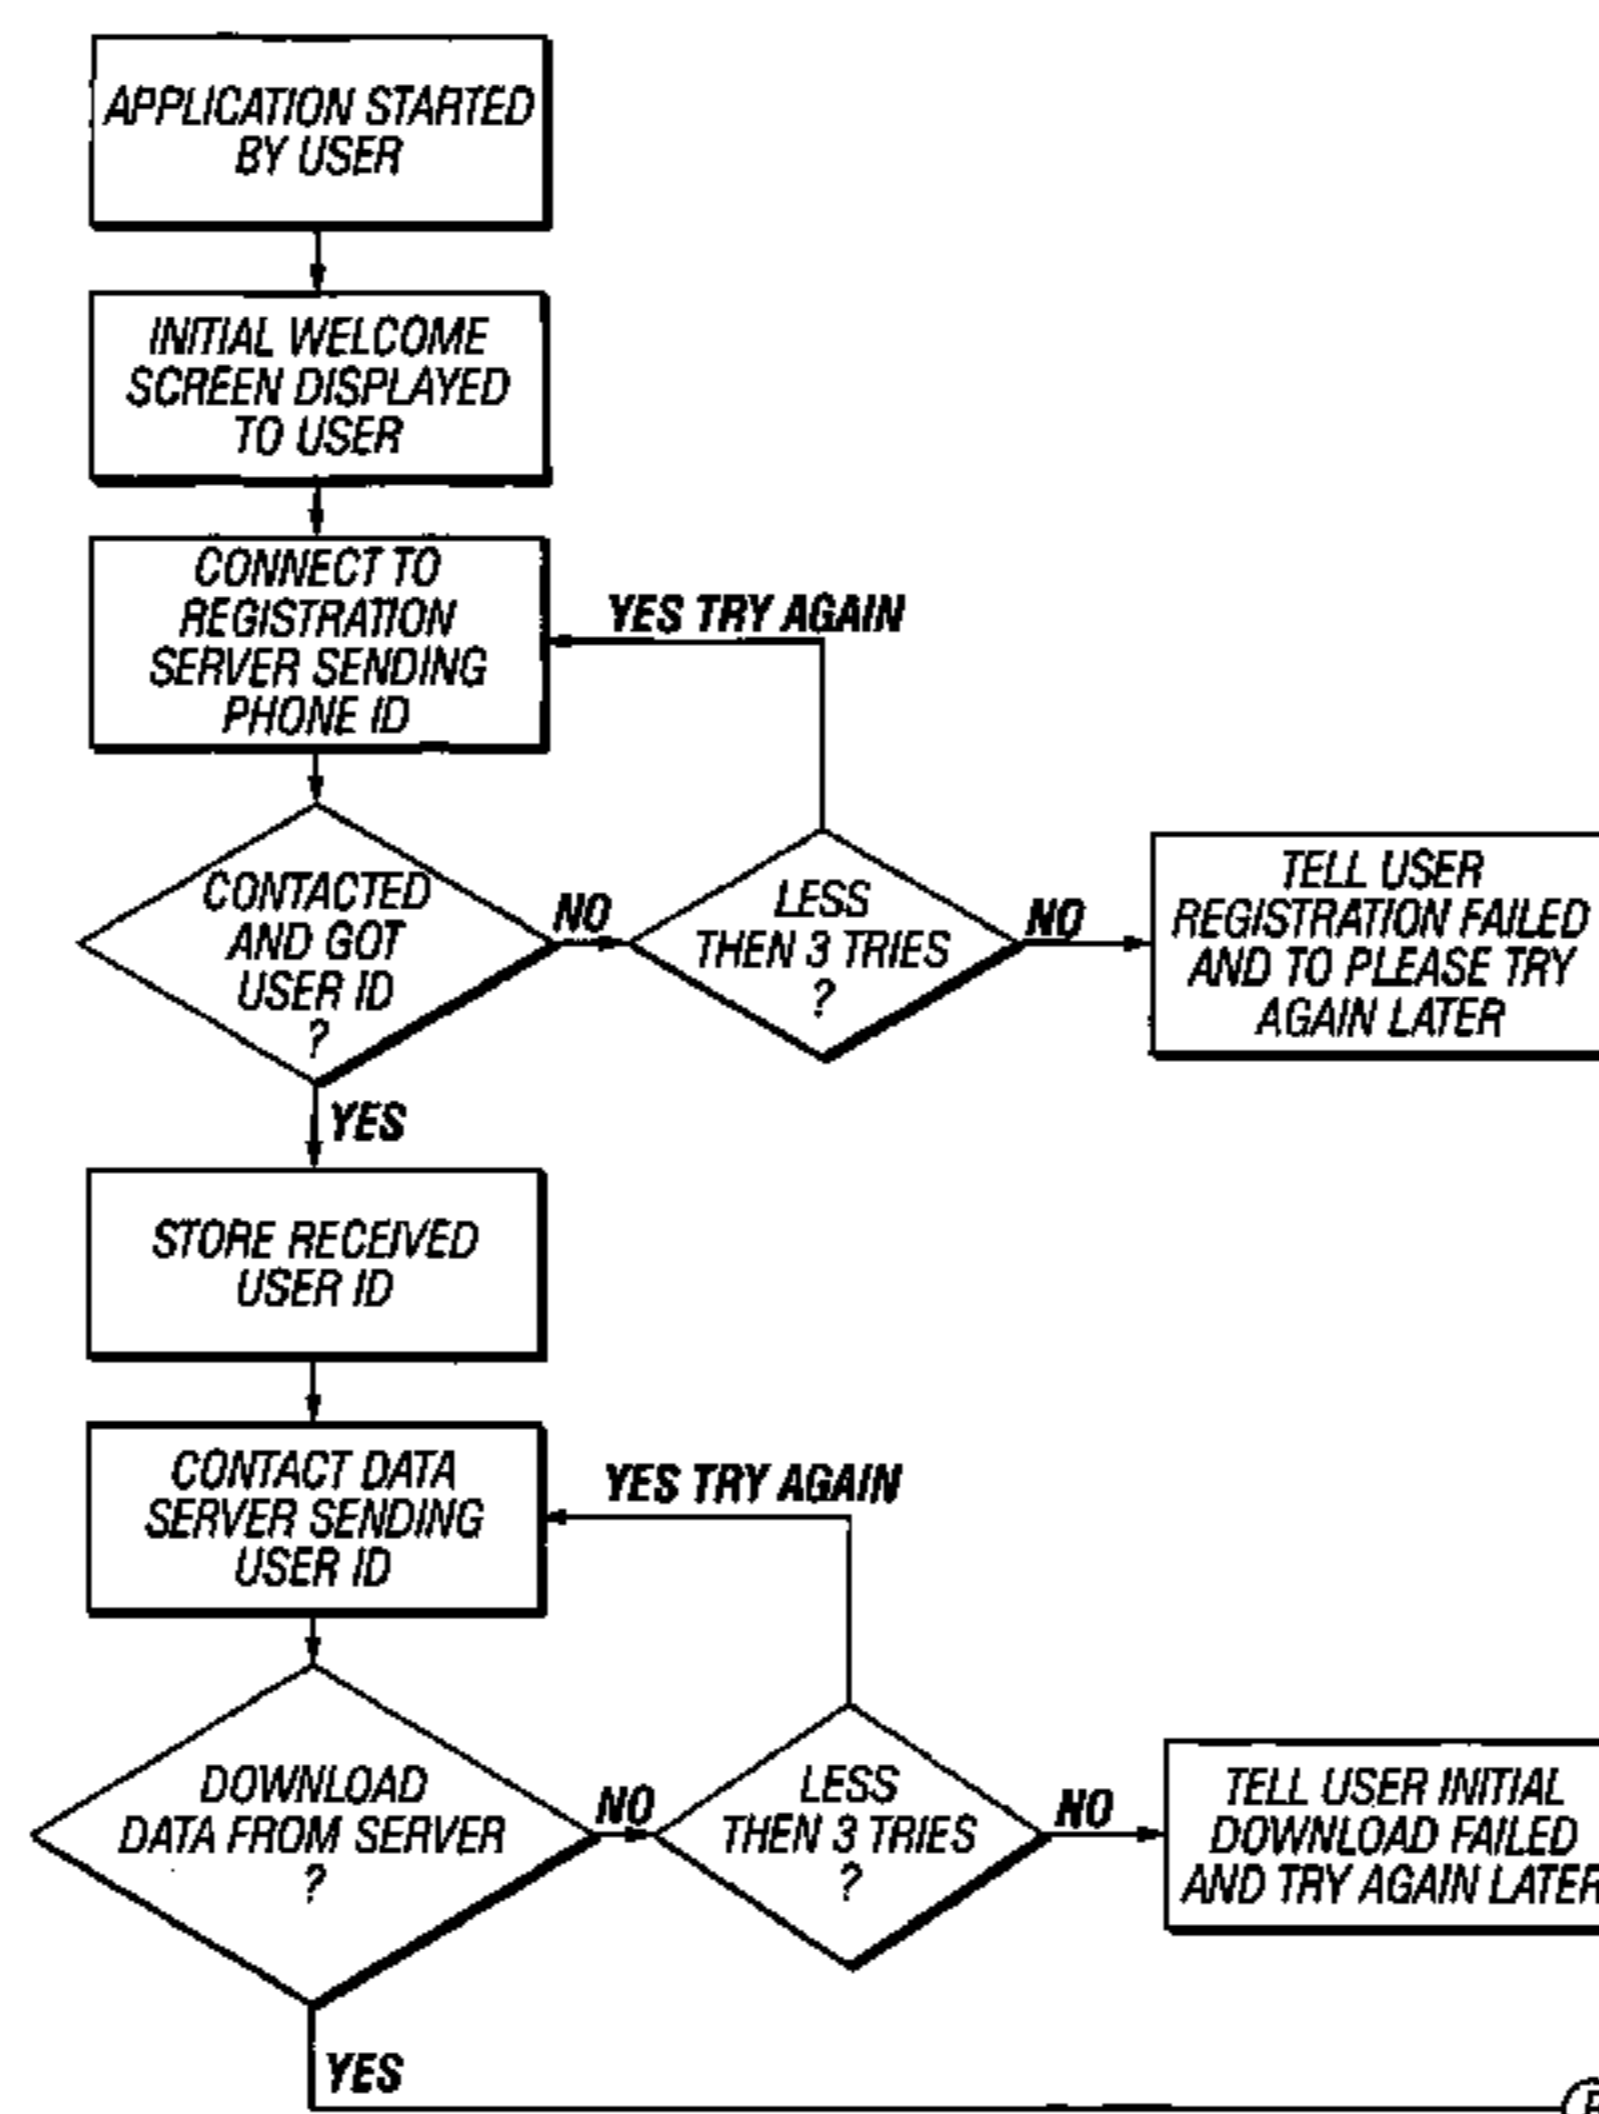 APPLICATION STARTED
BY USER
INITIAL WELCOME
SCREEN DISPLAYED
TO USER
CONNECT TO
REGISTRATION
SERVER SENDING
PHONE ID
YES TRY AGAIN
CONTACTED
AND GOT
USER ID
?
NO
LESS
THEN 3 TRIES
?
NO
TELL USER
REGISTRATION FAILED
AND TO PLEASE TRY
AGAIN LATER
YES
STORE RECEIVED
USER ID
CONTACT DATA
SERVER SENDING
USER ID
YES TRY AGAIN
DOWNLOAD
DATA FROM SERVER
?
NO
LESS
THEN 3 TRIES
?
NO
TELL USER INITIAL
DOWNLOAD FAILED
AND TRY AGAIN LATER
YES